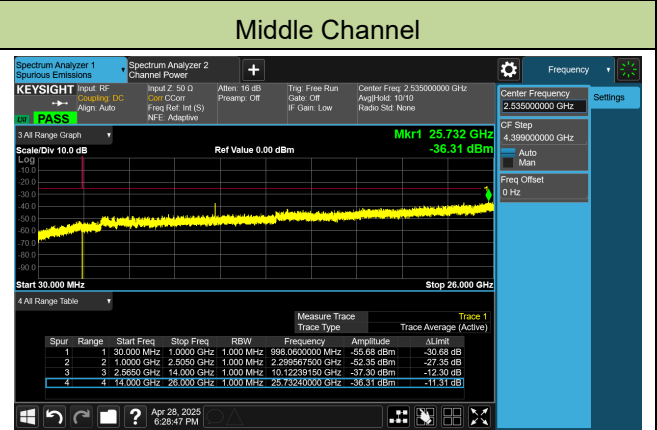 Middle Channel
Spectrum Analyzer 1
Spurious Emissions
Spectrum Analyzer 2
Channel Power
Frequency
KEYSIGHT
Input: RF
Coupling: DC
Align: Auto
Input Z: 50 Ω
Corr CCorr
Freq Ref: Int (S)
NFE: Adaptive
Atten: 16 dB
Preamp: Off
Trig: Free Run
Gate: Off
IF Gain: Low
Center Freq: 2.535000000 GHz
Avg|Hold: 10/10
Radio Std: None
LXI
PASS
Center Frequency
2.535000000 GHz
Settings
CF Step
4.399000000 GHz
Auto
Man
Freq Offset
0 Hz
3 All Range Graph
Mkr1 25.732 GHz
Scale/Div 10.0 dB
Ref Value 0.00 dBm
-36.31 dBm
Log
-10.0
-20.0
-30.0
-40.0
-50.0
-60.0
-70.0
-80.0
-90.0
1
Start 30.000 MHz
Stop 26.000 GHz
4 All Range Table
Measure Trace Trace 1
Trace Type Trace Average (Active)
Spur Range Start Freq Stop Freq RBW Frequency Amplitude ΔLimit
1 1 30.000 MHz 1.0000 GHz 1.000 MHz 998.0600000 MHz -55.68 dBm -30.68 dB
2 2 1.0000 GHz 2.5050 GHz 1.000 MHz 2.299567500 GHz -52.35 dBm -27.35 dB
3 3 2.5650 GHz 14.000 GHz 1.000 MHz 10.12239150 GHz -37.30 dBm -12.30 dB
4 4 14.000 GHz 26.000 GHz 1.000 MHz 25.73240000 GHz -36.31 dBm -11.31 dB
Apr 28, 2025
6:28:47 PM